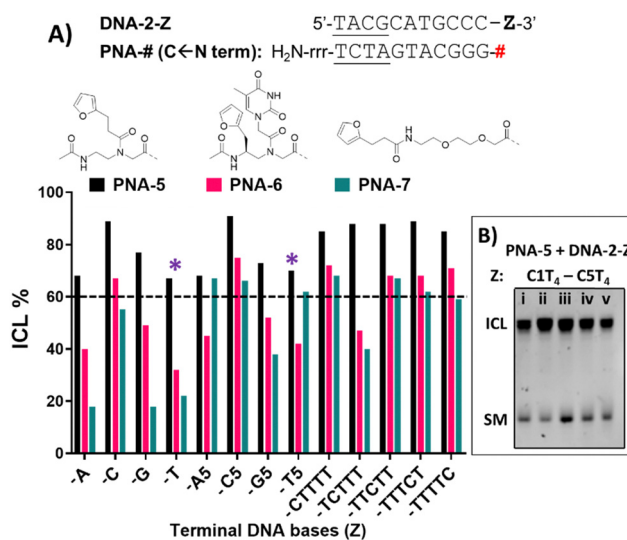 A)
DNA-2-Z 5'-TACGCATGCCC–Z-3'
PNA-# (C←N term): H2N-rrr-TCTAGTACGGG-#
O
O
NH
N
O
O
O
O
O
O
O
O
N
H
N
O
N
H
N
O
O
H
N
O
O
O
O
PNA-5 PNA-6 PNA-7
100
80
60
40
20
0
ICL %
*
*
-A
-C
-G
-T
-A5
-C5
-G5
-T5
-CTTTT
-TCTTT
-TTCTT
-TTTCT
-TTTTC
Terminal DNA bases (Z)
B)
PNA-5 + DNA-2-Z
Z: C1T4 – C5T4
i ii iii iv v
ICL
SM